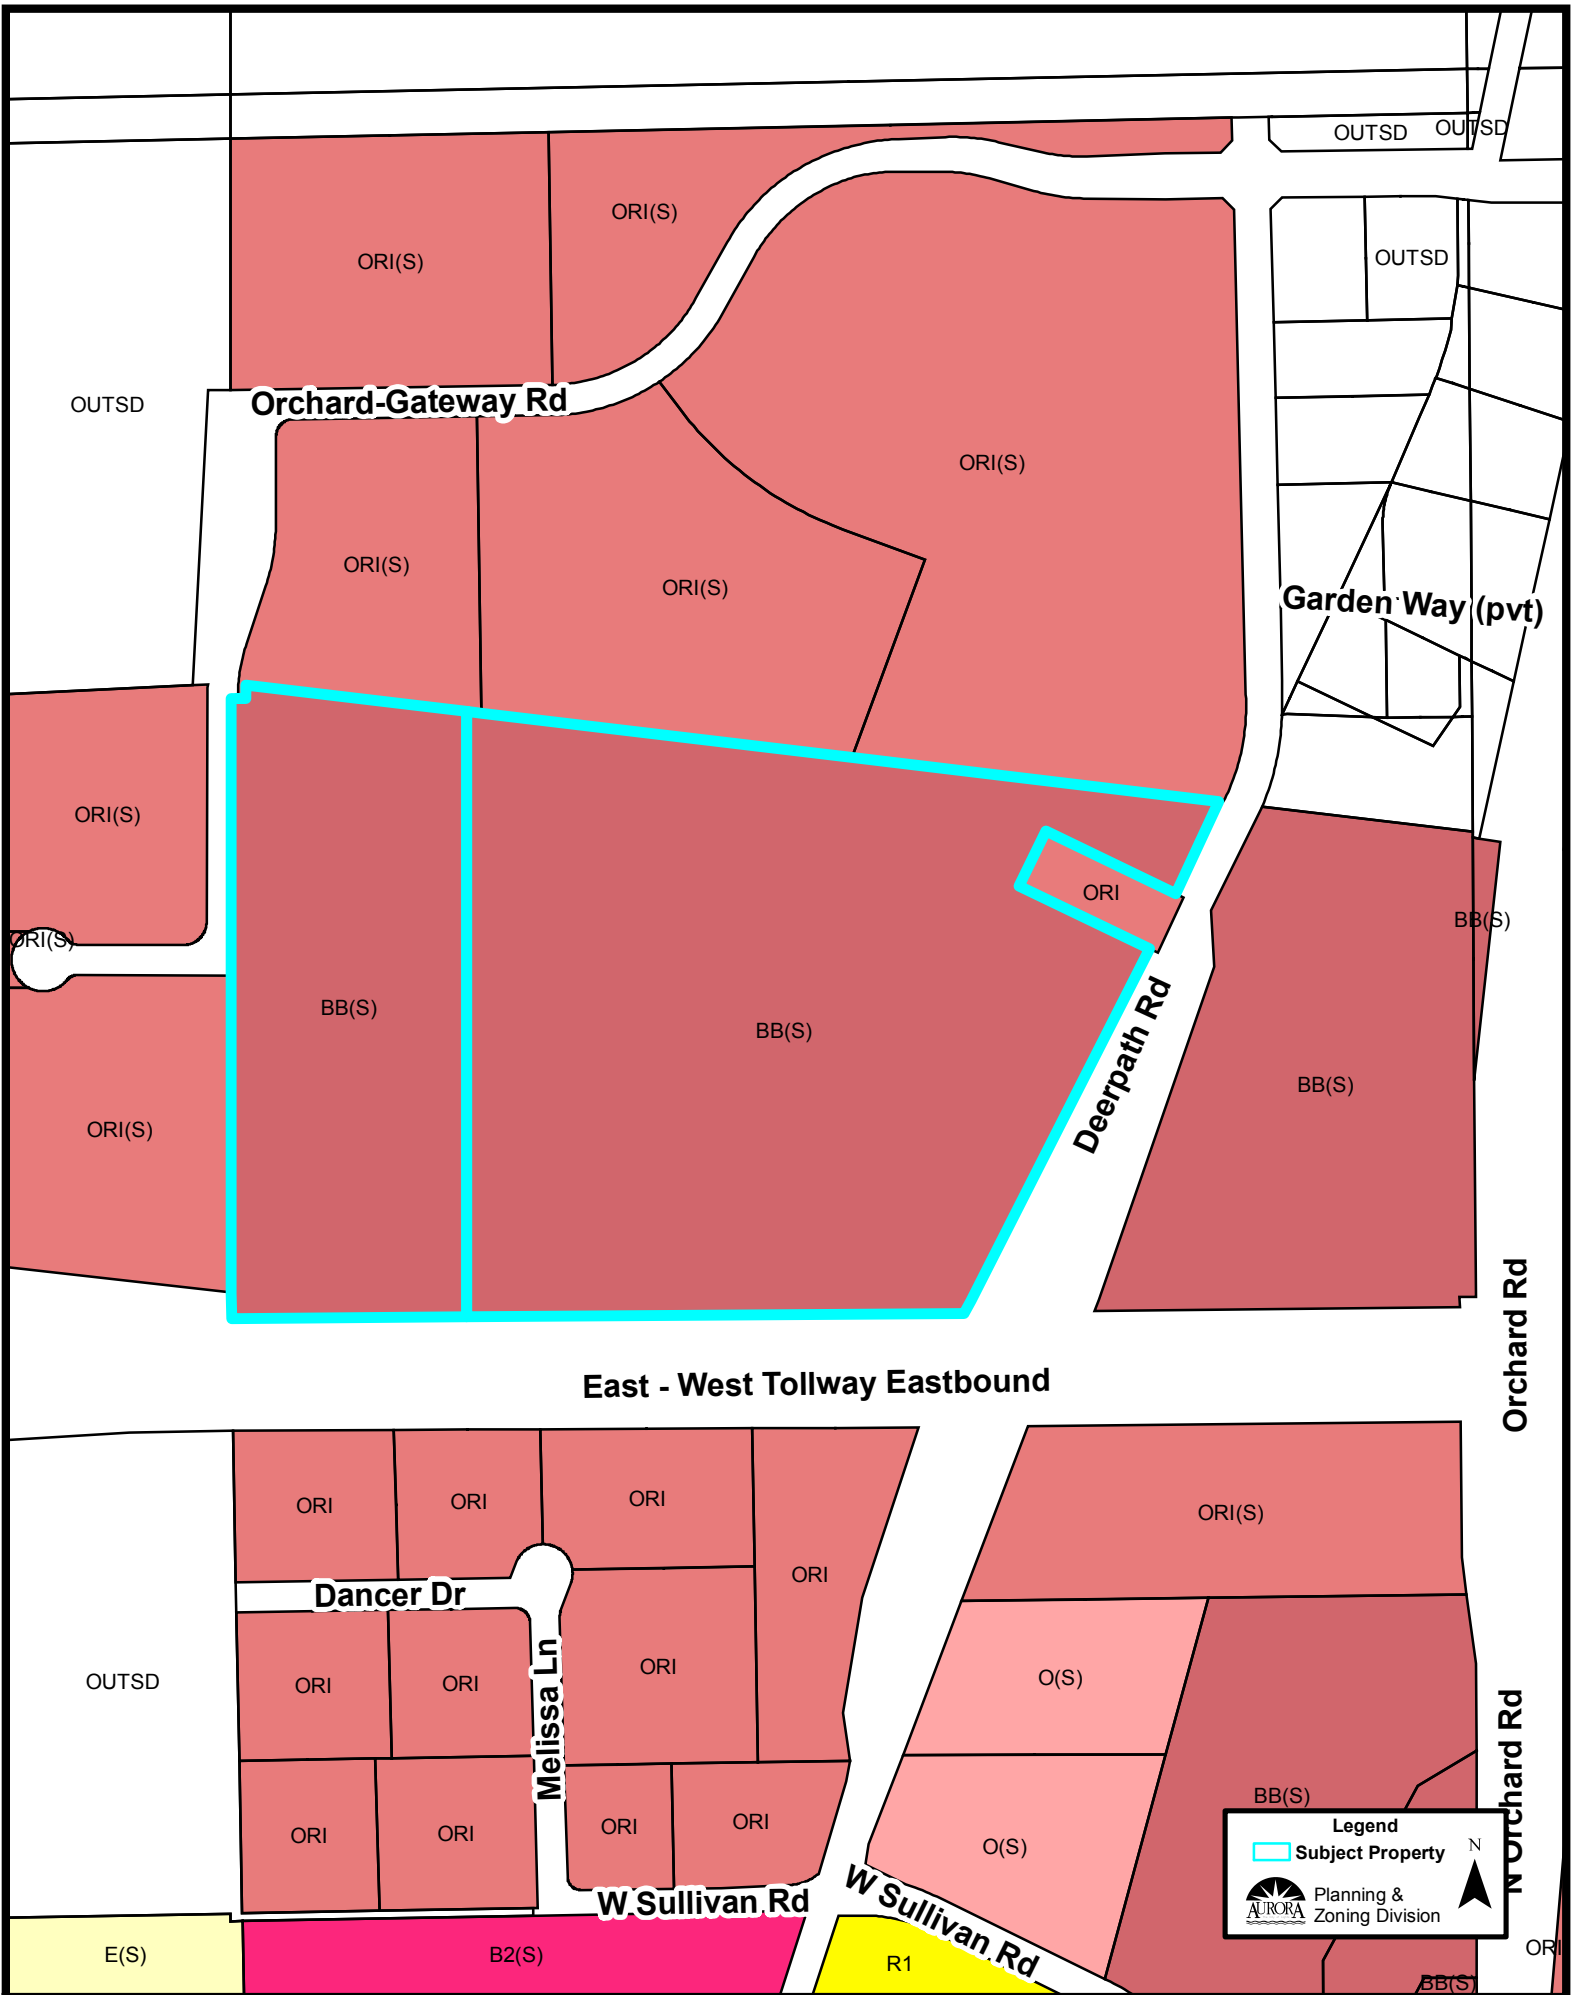 OUTSD
OUTSD
ORI(S)
ORI(S)
OUTSD
OUTSD
Orchard-Gateway Rd
ORI(S)
ORI(S)
ORI(S)
Garden Way (pvt)
ORI(S)
ORI
BB(S)
ORI(S)
BB(S)
BB(S)
Deerpath Rd
BB(S)
ORI(S)
Orchard Rd
East - West Tollway Eastbound
ORI
ORI
ORI
ORI(S)
ORI
Dancer Dr
ORI
ORI
ORI
O(S)
OUTSD
Melissa Ln
N Orchard Rd
BB(S)
ORI
ORI
ORI
ORI
O(S)
W Sullivan Rd
W Sullivan Rd
Legend
Subject Property
N
AURORA
Planning &
Zoning Division
E(S)
B2(S)
R1
ORI
BB(S)